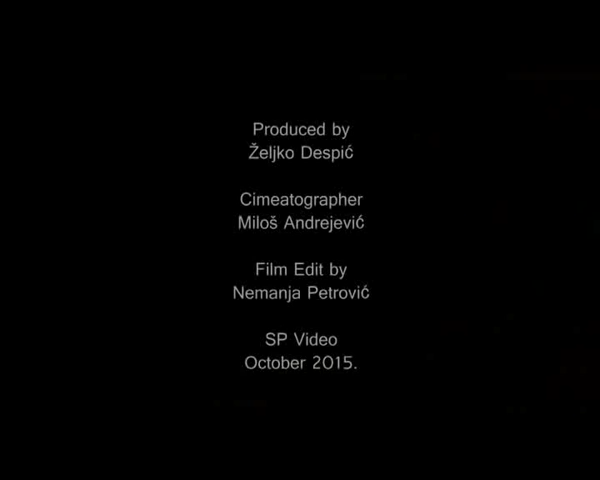 Produced by
Željko Despić
Cimeatographer
Miloš Andrejević
Film Edit by
Nemanja Petrović
SP Video
October 2015.